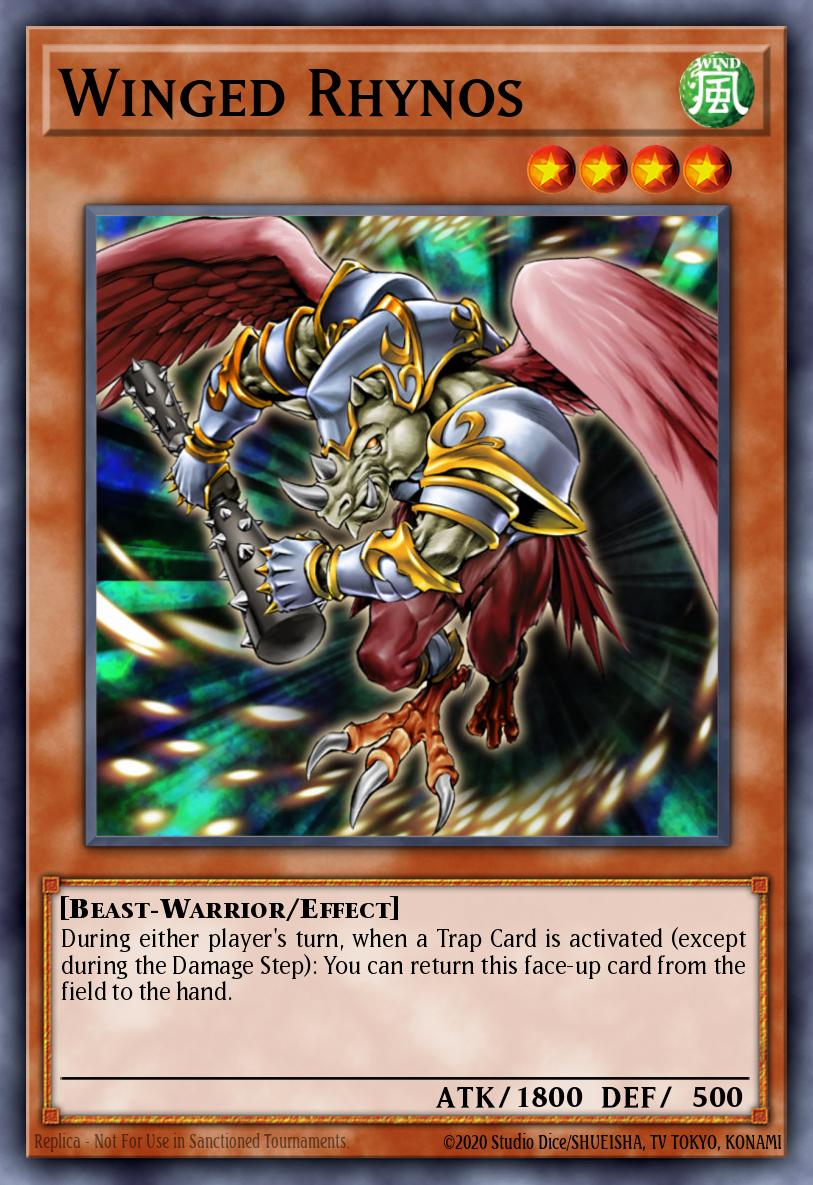 Winged Rhynos
WIND
風
[Beast-Warrior/Effect]
During either player's turn, when a Trap Card is activated (except
during the Damage Step): You can return this face-up card from the
field to the hand.
ATK/1800 DEF/ 500
Replica - Not For Use in Sanctioned Tournaments.
©2020 Studio Dice/SHUEISHA, TV TOKYO, KONAMI